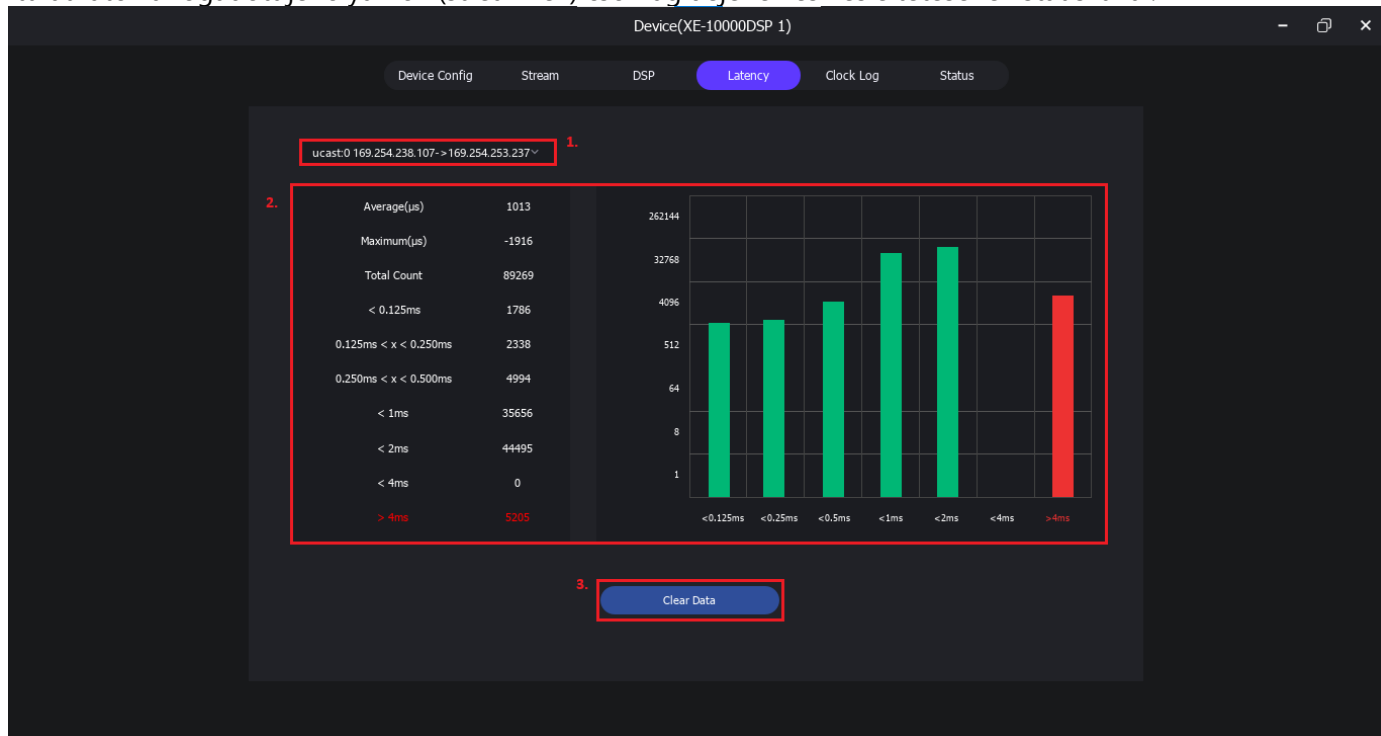 Device(XE-10000DSP 1)
Device Config Stream DSP Latency Clock Log Status
ucast:0 169.254.238.107->169.254.253.237
1.
2.
Average(µs) 1013
Maximum(µs) -1916
Total Count 89269
< 0.125ms 1786
0.125ms < x < 0.250ms 2338
0.250ms < x < 0.500ms 4994
< 1ms 35656
< 2ms 44495
< 4ms 0
> 4ms 5205
262144
32768
4096
512
64
8
1
<0.125ms <0.25ms <0.5ms <1ms <2ms <4ms >4ms
3.
Clear Data